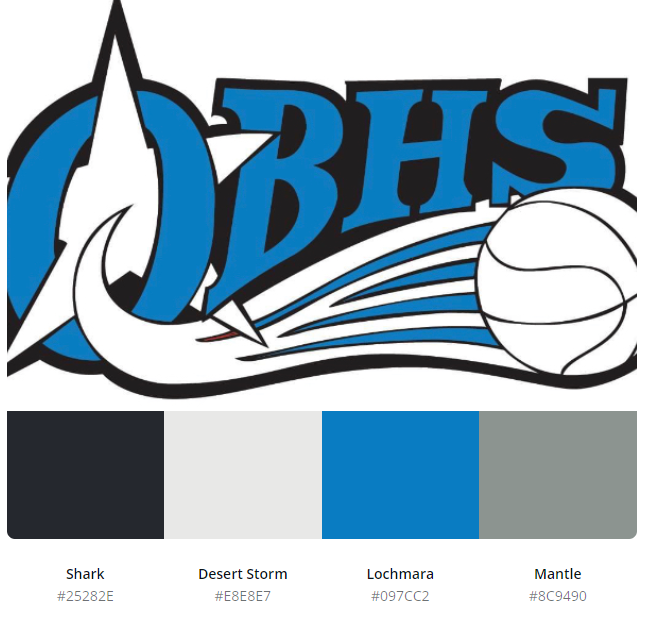 OBHS
Shark
Desert Storm
Lochmara
Mantle
#25282E
#E8E8E7
#097CC2
#8C9490